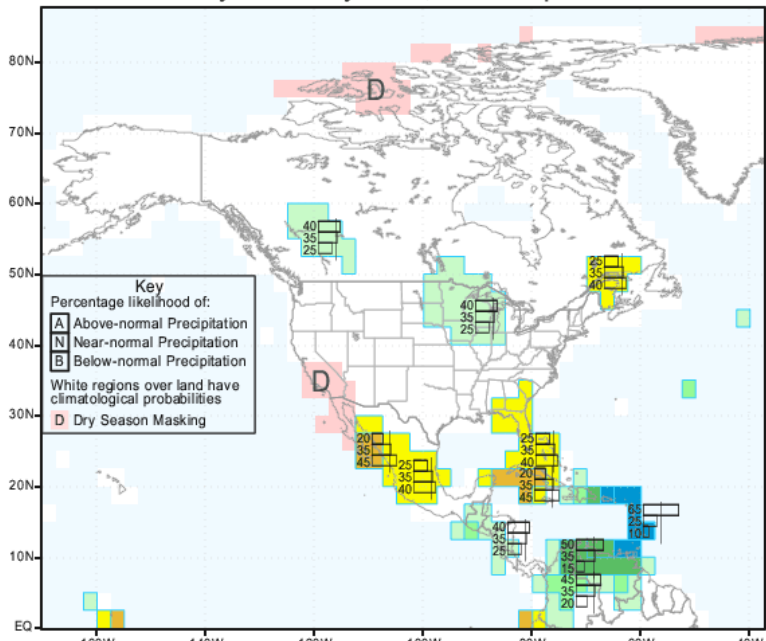 80N
D
70N
60N
40
35
25
50N
25
35
40
40
35
25
Key
Percentage likelihood of:
A Above-normal Precipitation
N Near-normal Precipitation
B Below-normal Precipitation
White regions over land have
climatological probabilities
D Dry Season Masking
40N
D
30N
20
35
45
25
35
40
25
35
40
20
35
45
20N
65
25
10
40
35
25
10N
50
35
15
45
35
20
EQ